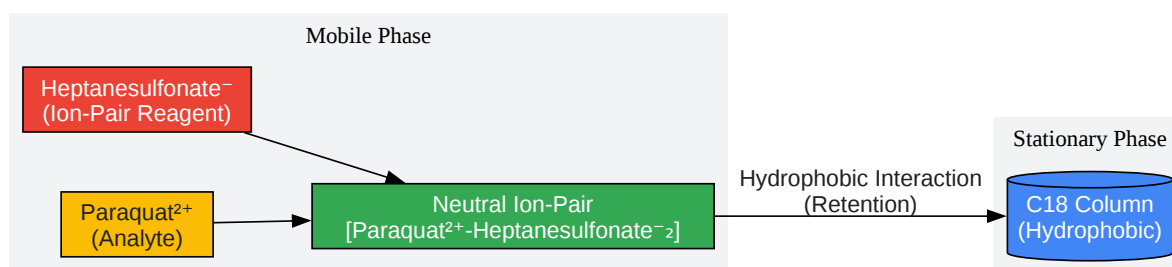 Mobile Phase
Heptanesulfonate⁻
(Ion-Pair Reagent)
Paraquat²⁺
(Analyte)
Neutral Ion-Pair
[Paraquat²⁺-Heptanesulfonate⁻₂]
Hydrophobic Interaction
(Retention)
Stationary Phase
C18 Column
(Hydrophobic)